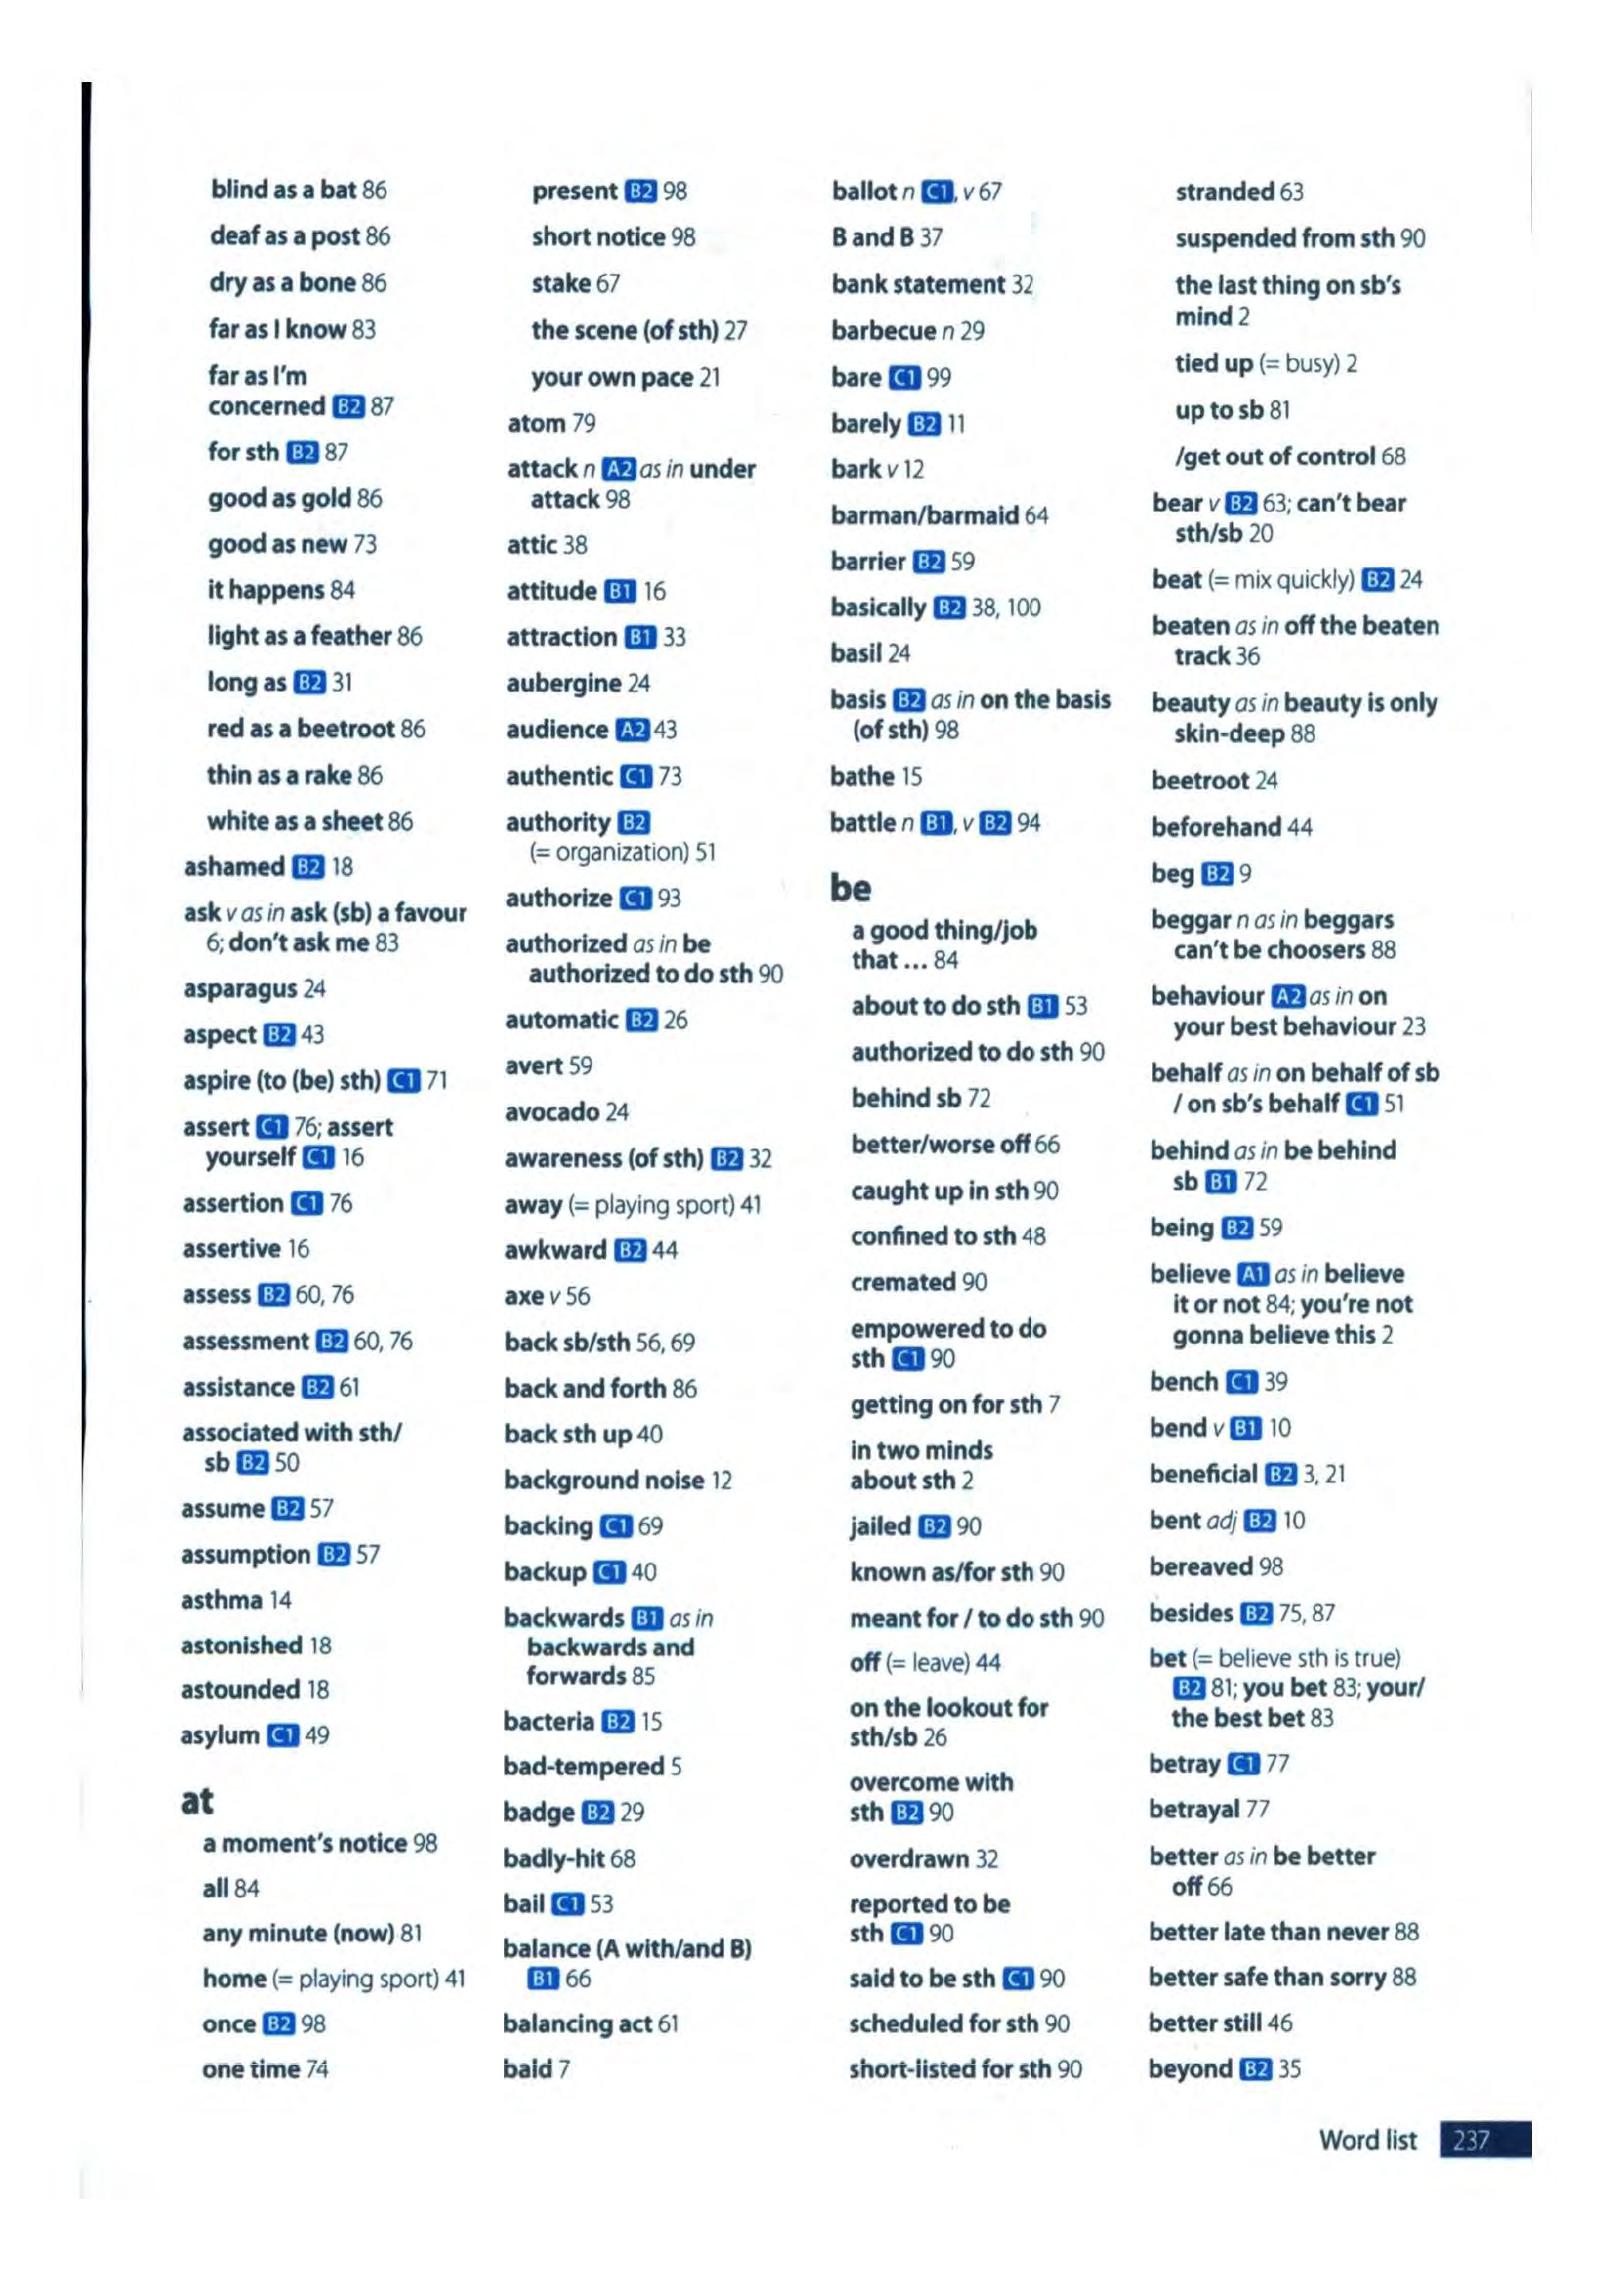 blind as a bat 86
deaf as a post 86
dry as a bone 86
far as I know 83
far as I'm
concerned B2 87
for sth B2 87
good as gold 86
good as new 73
it happens 84
light as a feather 86
long as B2 31
red as a beetroot 86
thin as a rake 86
white as a sheet 86
ashamed B2 18
ask v as in ask (sb) a favour
6; don't ask me 83
asparagus 24
aspect B2 43
aspire (to (be) sth) C1 71
assert C1 76; assert
yourself C1 16
assertion C1 76
assertive 16
assess B2 60, 76
assessment B2 60, 76
assistance B2 61
associated with sth/
sb B2 50
assume B2 57
assumption B2 57
asthma 14
astonished 18
astounded 18
asylum C1 49
at
a moment's notice 98
all 84
any minute (now) 81
home (= playing sport) 41
once B2 98
one time 74
present B2 98
short notice 98
stake 67
the scene (of sth) 27
your own pace 21
atom 79
attack n A2 as in under
attack 98
attic 38
attitude B1 16
attraction B1 33
aubergine 24
audience A2 43
authentic C1 73
authority B2
(= organization) 51
authorize C1 93
authorized as in be
authorized to do sth 90
automatic B2 26
avert 59
avocado 24
awareness (of sth) B2 32
away (= playing sport) 41
awkward B2 44
axe v 56
back sb/sth 56, 69
back and forth 86
back sth up 40
background noise 12
backing C1 69
backup C1 40
backwards B1 as in
backwards and
forwards 85
bacteria B2 15
bad-tempered 5
badge B2 29
badly-hit 68
bail C1 53
balance (A with/and B)
B1 66
balancing act 61
bald 7
ballot n C1, v 67
B and B 37
bank statement 32
barbecue n 29
bare C1 99
barely B2 11
bark v 12
barman/barmaid 64
barrier B2 59
basically B2 38, 100
basil 24
basis B2 as in on the basis
(of sth) 98
bathe 15
battle n B1, v B2 94
be
a good thing/job
that ... 84
about to do sth B1 53
authorized to do sth 90
behind sb 72
better/worse off 66
caught up in sth 90
confined to sth 48
cremated 90
empowered to do
sth C1 90
getting on for sth 7
in two minds
about sth 2
jailed B2 90
known as/for sth 90
meant for / to do sth 90
off (= leave) 44
on the lookout for
sth/sb 26
overcome with
sth B2 90
overdrawn 32
reported to be
sth C1 90
said to be sth C1 90
scheduled for sth 90
short-listed for sth 90
stranded 63
suspended from sth 90
the last thing on sb's
mind 2
tied up (= busy) 2
up to sb 81
/get out of control 68
bear v B2 63; can't bear
sth/sb 20
beat (= mix quickly) B2 24
beaten as in off the beaten
track 36
beauty as in beauty is only
skin-deep 88
beetroot 24
beforehand 44
beg B2 9
beggar n as in beggars
can't be choosers 88
behaviour A2 as in on
your best behaviour 23
behalf as in on behalf of sb
/ on sb's behalf C1 51
behind as in be behind
sb B1 72
being B2 59
believe A1 as in believe
it or not 84; you're not
gonna believe this 2
bench C1 39
bend v B1 10
beneficial B2 3, 21
bent adj B2 10
bereaved 98
besides B2 75, 87
bet (= believe sth is true)
B2 81; you bet 83; your/
the best bet 83
betray C1 77
betrayal 77
better as in be better
off 66
better late than never 88
better safe than sorry 88
better still 46
beyond B2 35
Word list 237